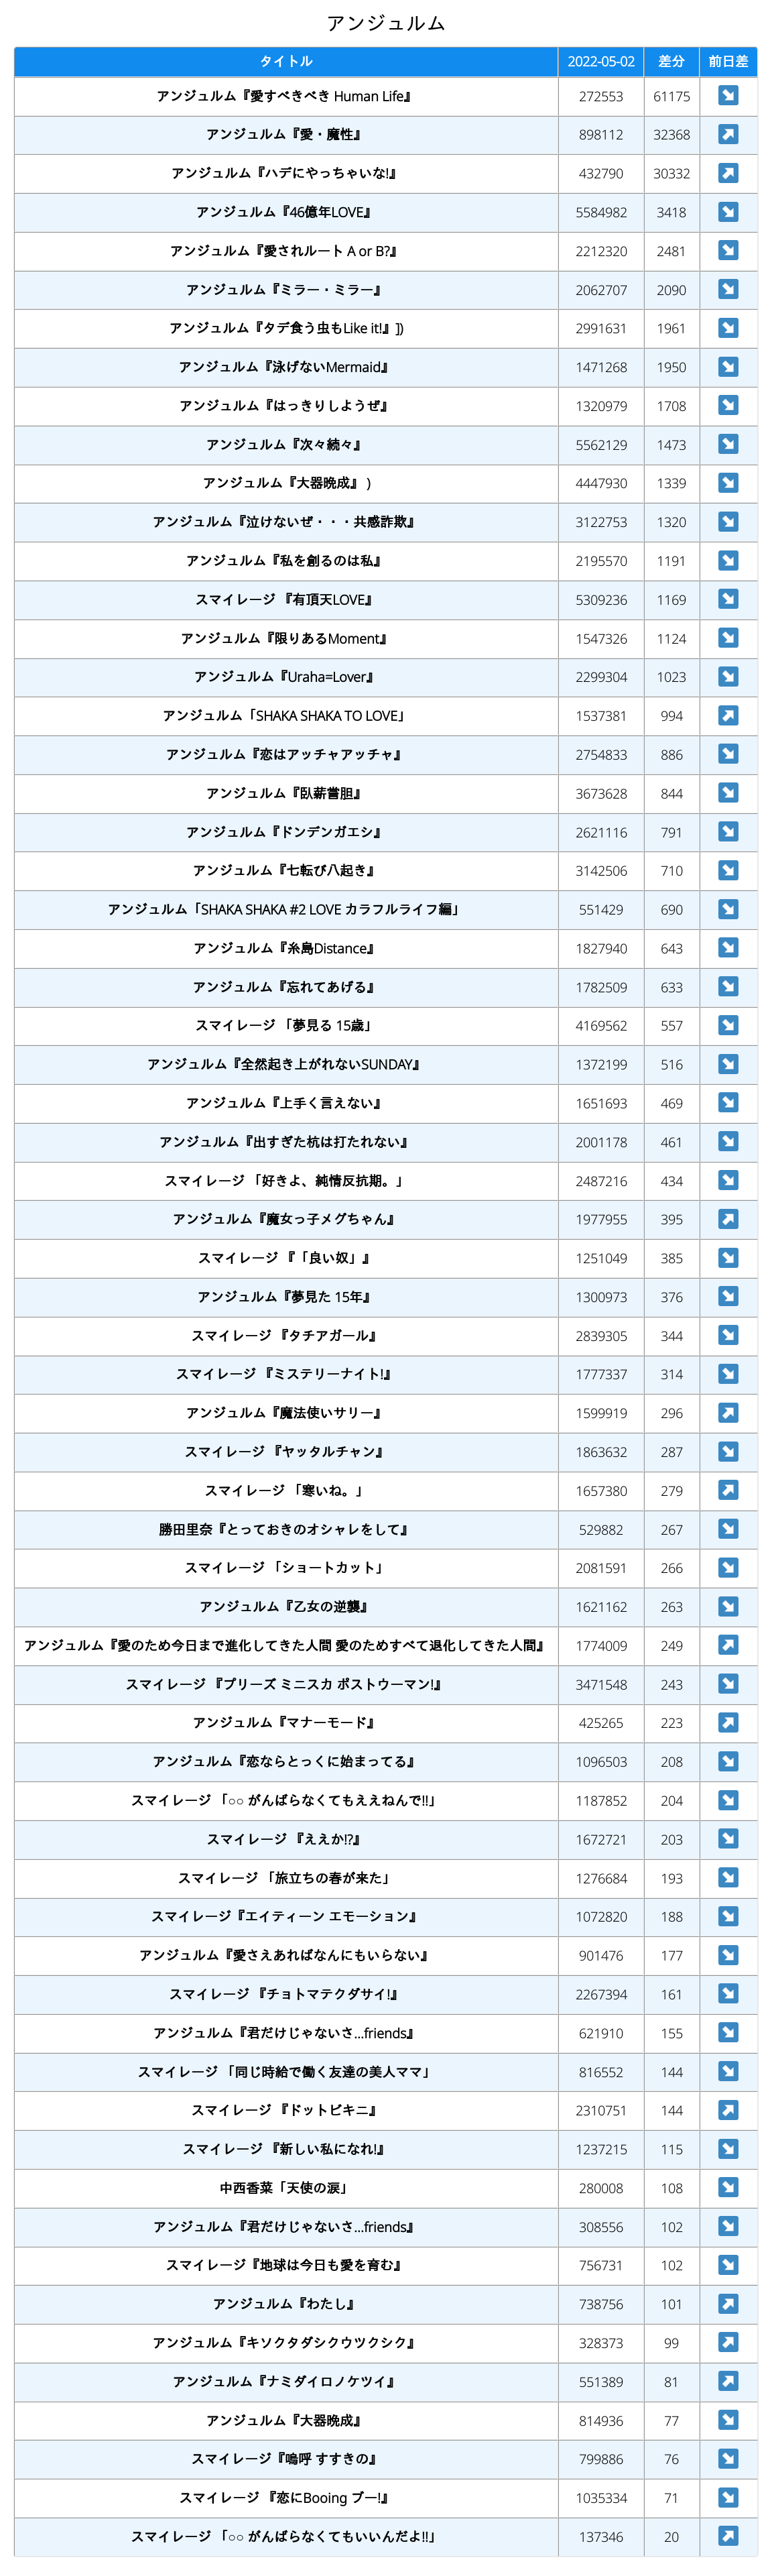 アンジュルム
タイトル 2022-05-02 差分 前日差
アンジュルム『愛すべきべき Human Life』 272553 61175 ↘
アンジュルム『愛・魔性』 898112 32368 ↗
アンジュルム『ハデにやっちゃいな!』 432790 30332 ↗
アンジュルム『46億年LOVE』 5584982 3418 ↘
アンジュルム『愛されルート A or B?』 2212320 2481 ↘
アンジュルム『ミラー・ミラー』 2062707 2090 ↘
アンジュルム『タデ食う虫もLike it!』]) 2991631 1961 ↘
アンジュルム『泳げないMermaid』 1471268 1950 ↘
アンジュルム『はっきりしようぜ』 1320979 1708 ↘
アンジュルム『次々続々』 5562129 1473 ↘
アンジュルム『大器晩成』 ) 4447930 1339 ↘
アンジュルム『泣けないぜ・・・共感詐欺』 3122753 1320 ↘
アンジュルム『私を創るのは私』 2195570 1191 ↘
スマイレージ 『有頂天LOVE』 5309236 1169 ↘
アンジュルム『限りあるMoment』 1547326 1124 ↘
アンジュルム『Uraha=Lover』 2299304 1023 ↘
アンジュルム「SHAKA SHAKA TO LOVE」 1537381 994 ↗
アンジュルム『恋はアッチャアッチャ』 2754833 886 ↘
アンジュルム『臥薪嘗胆』 3673628 844 ↘
アンジュルム『ドンデンガエシ』 2621116 791 ↘
アンジュルム『七転び八起き』 3142506 710 ↘
アンジュルム「SHAKA SHAKA #2 LOVE カラフルライフ編」 551429 690 ↘
アンジュルム『糸島Distance』 1827940 643 ↘
アンジュルム『忘れてあげる』 1782509 633 ↘
スマイレージ 「夢見る 15歳」 4169562 557 ↘
アンジュルム『全然起き上がれないSUNDAY』 1372199 516 ↘
アンジュルム『上手く言えない』 1651693 469 ↘
アンジュルム『出すぎた杭は打たれない』 2001178 461 ↘
スマイレージ 「好きよ、純情反抗期。」 2487216 434 ↘
アンジュルム『魔女っ子メグちゃん』 1977955 395 ↗
スマイレージ 『「良い奴」』 1251049 385 ↘
アンジュルム『夢見た 15年』 1300973 376 ↘
スマイレージ 『タチアガール』 2839305 344 ↘
スマイレージ 『ミステリーナイト!』 1777337 314 ↘
アンジュルム『魔法使いサリー』 1599919 296 ↗
スマイレージ 『ヤッタルチャン』 1863632 287 ↘
スマイレージ 「寒いね。」 1657380 279 ↗
勝田里奈『とっておきのオシャレをして』 529882 267 ↘
スマイレージ 「ショートカット」 2081591 266 ↘
アンジュルム『乙女の逆襲』 1621162 263 ↘
アンジュルム『愛のため今日まで進化してきた人間 愛のためすべて退化してきた人間』 1774009 249 ↗
スマイレージ 『プリーズ ミニスカ ポストウーマン!』 3471548 243 ↘
アンジュルム『マナーモード』 425265 223 ↗
アンジュルム『恋ならとっくに始まってる』 1096503 208 ↘
スマイレージ 「○○ がんばらなくてもええねんで!!」 1187852 204 ↘
スマイレージ 『ええか!?』 1672721 203 ↘
スマイレージ 「旅立ちの春が来た」 1276684 193 ↘
スマイレージ『エイティーン エモーション』 1072820 188 ↘
アンジュルム『愛さえあればなんにもいらない』 901476 177 ↘
スマイレージ 『チョトマテクダサイ!』 2267394 161 ↘
アンジュルム『君だけじゃないさ...friends』 621910 155 ↘
スマイレージ 「同じ時給で働く友達の美人ママ」 816552 144 ↘
スマイレージ 『ドットビキニ』 2310751 144 ↗
スマイレージ 『新しい私になれ!』 1237215 115 ↘
中西香菜「天使の涙」 280008 108 ↘
アンジュルム『君だけじゃないさ...friends』 308556 102 ↘
スマイレージ『地球は今日も愛を育む』 756731 102 ↘
アンジュルム『わたし』 738756 101 ↗
アンジュルム『キソクタダシクウツクシク』 328373 99 ↗
アンジュルム『ナミダイロノケツイ』 551389 81 ↗
アンジュルム『大器晩成』 814936 77 ↘
スマイレージ『嗚呼 すすきの』 799886 76 ↘
スマイレージ 『恋にBooing ブー!』 1035334 71 ↘
スマイレージ 「○○ がんばらなくてもいいんだよ!!」 137346 20 ↗